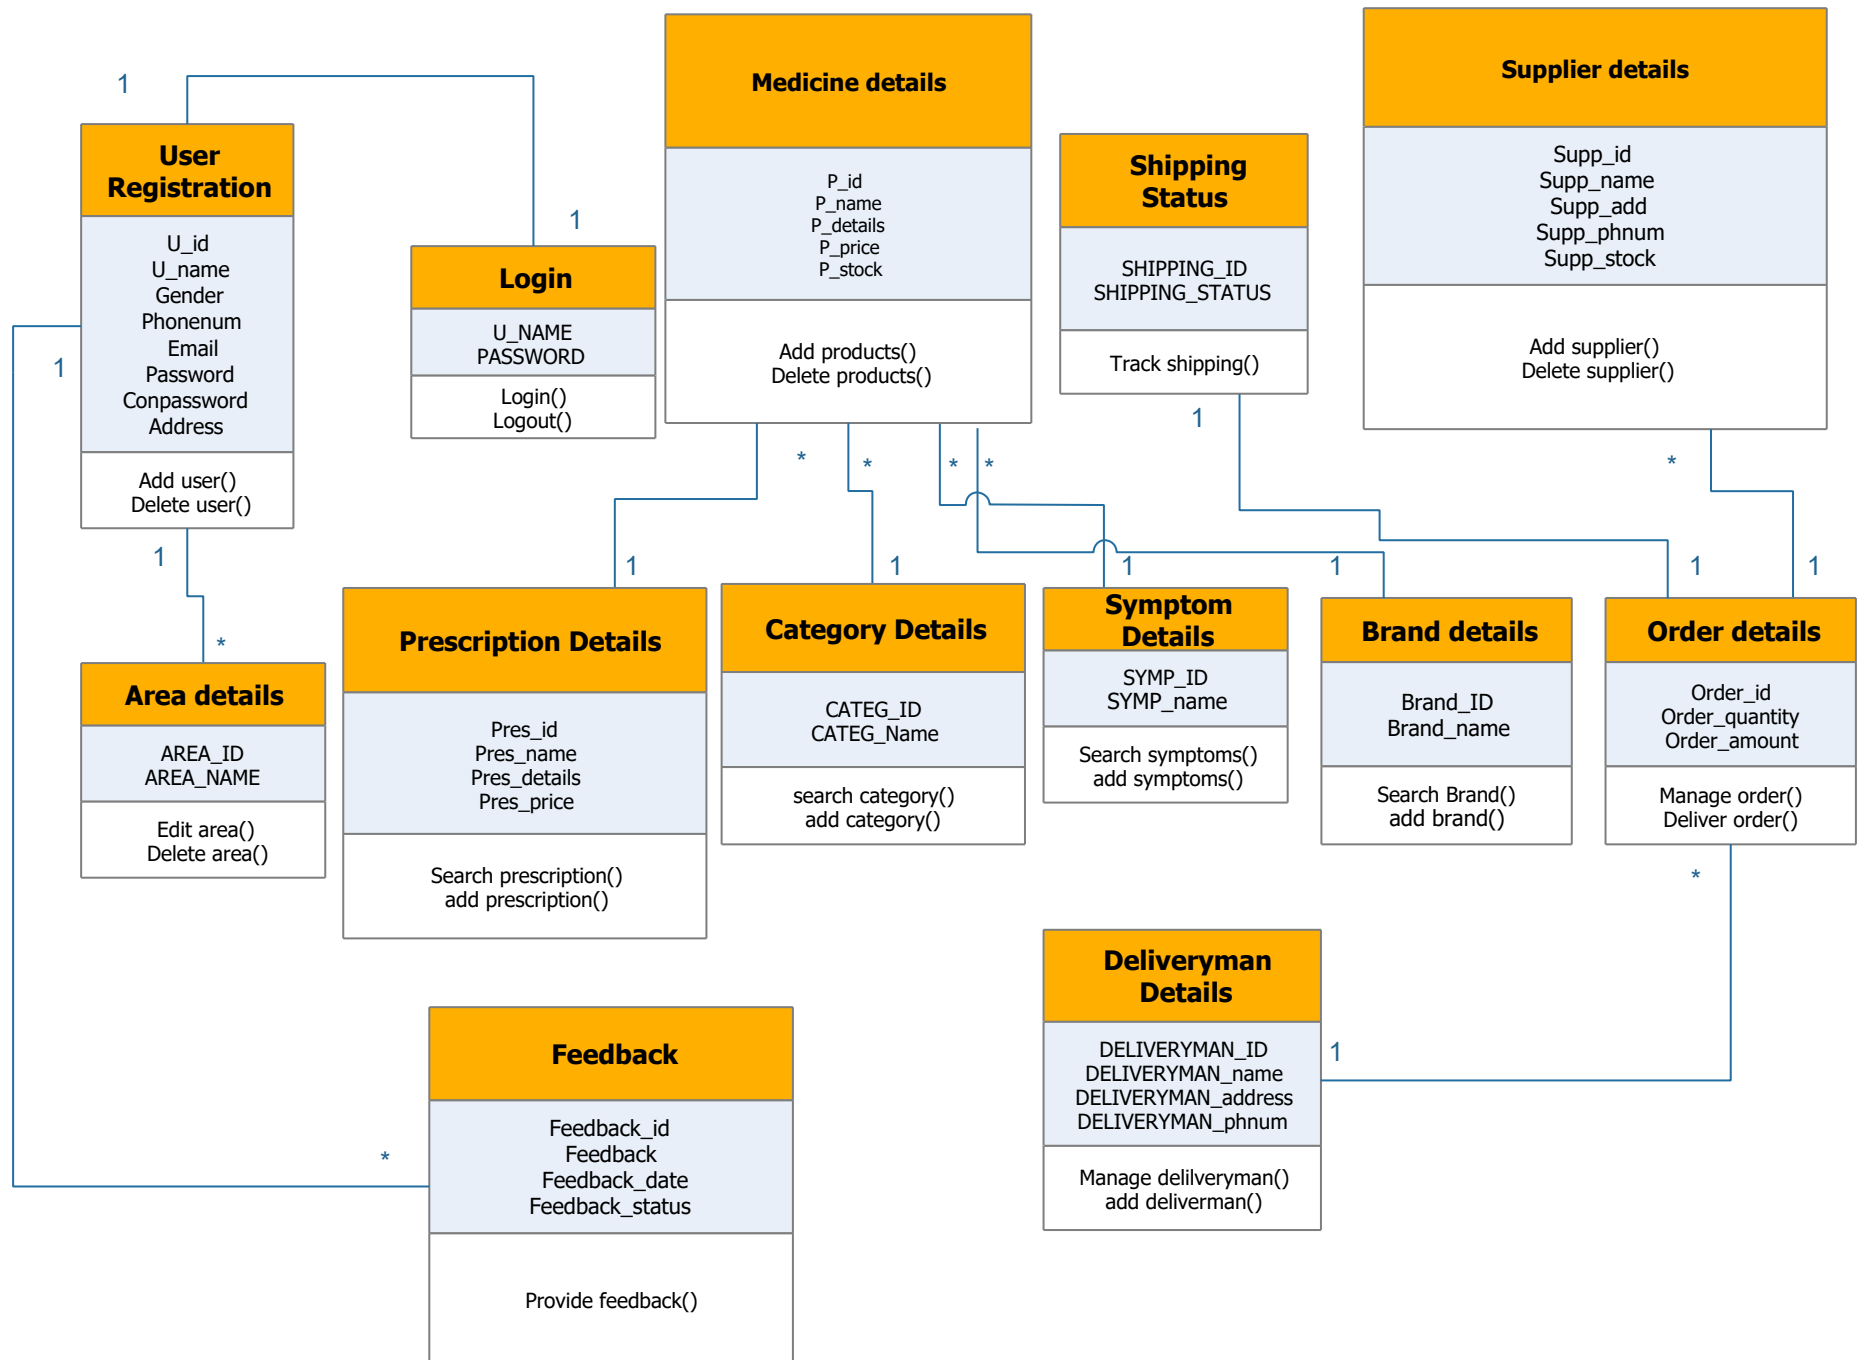 Medicine details
P_id
P_name
P_details
P_price
P_stock
Add products()
Delete products()
Supplier details
Supp_id
Supp_name
Supp_add
Supp_phnum
Supp_stock
Add supplier()
Delete supplier()
1
User
Registration
U_id
U_name
Gender
Phonenum
Email
Password
Conpassword
Address
Add user()
Delete user()
1
Login
U_NAME
PASSWORD
Login()
Logout()
Shipping
Status
SHIPPING_ID
SHIPPING_STATUS
Track shipping()
1
1
*
*
*
*
1
*
1
*
1
1
1
1
1
1
Area details
AREA_ID
AREA_NAME
Edit area()
Delete area()
Prescription Details
Pres_id
Pres_name
Pres_details
Pres_price
Search prescription()
add prescription()
Category Details
CATEG_ID
CATEG_Name
search category()
add category()
Symptom
Details
SYMP_ID
SYMP_name
Search symptoms()
add symptoms()
Brand details
Brand_ID
Brand_name
Search Brand()
add brand()
Order details
Order_id
Order_quantity
Order_amount
Manage order()
Deliver order()
*
Deliveryman
Details
DELIVERYMAN_ID
DELIVERYMAN_name
DELIVERYMAN_address
DELIVERYMAN_phnum
Manage delilveryman()
add deliverman()
1
*
Feedback
Feedback_id
Feedback
Feedback_date
Feedback_status
Provide feedback()